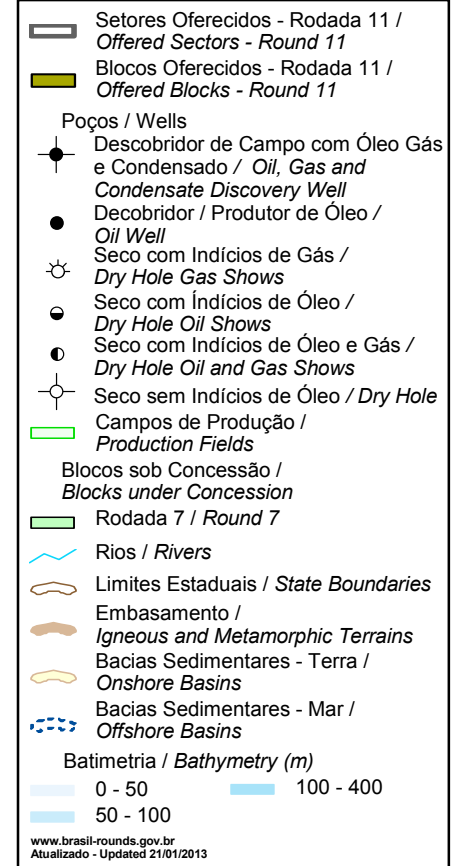 Setores Oferecidos - Rodada 11 /
Offered Sectors - Round 11
Blocos Oferecidos - Rodada 11 /
Offered Blocks - Round 11
Poços / Wells
Descobridor de Campo com Óleo Gás
e Condensado / Oil, Gas and
Condensate Discovery Well
Decobridor / Produtor de Óleo /
Oil Well
Seco com Indícios de Gás /
Dry Hole Gas Shows
Seco com Índícios de Óleo /
Dry Hole Oil Shows
Seco com Indícios de Óleo e Gás /
Dry Hole Oil and Gas Shows
Seco sem Indícios de Óleo / Dry Hole
Campos de Produção /
Production Fields
Blocos sob Concessão /
Blocks under Concession
Rodada 7 / Round 7
Rios / Rivers
Limites Estaduais / State Boundaries
Embasamento /
Igneous and Metamorphic Terrains
Bacias Sedimentares - Terra /
Onshore Basins
Bacias Sedimentares - Mar /
Offshore Basins
Batimetria / Bathymetry (m)
0 - 50 100 - 400
50 - 100
www.brasil-rounds.gov.br
Atualizado - Updated 21/01/2013